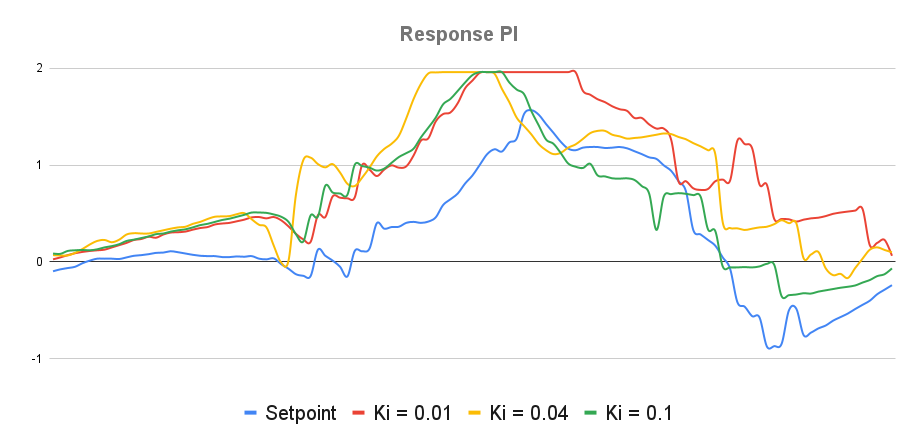 Response PI
2
1
0
-1
Setpoint Ki = 0.01 Ki = 0.04 Ki = 0.1